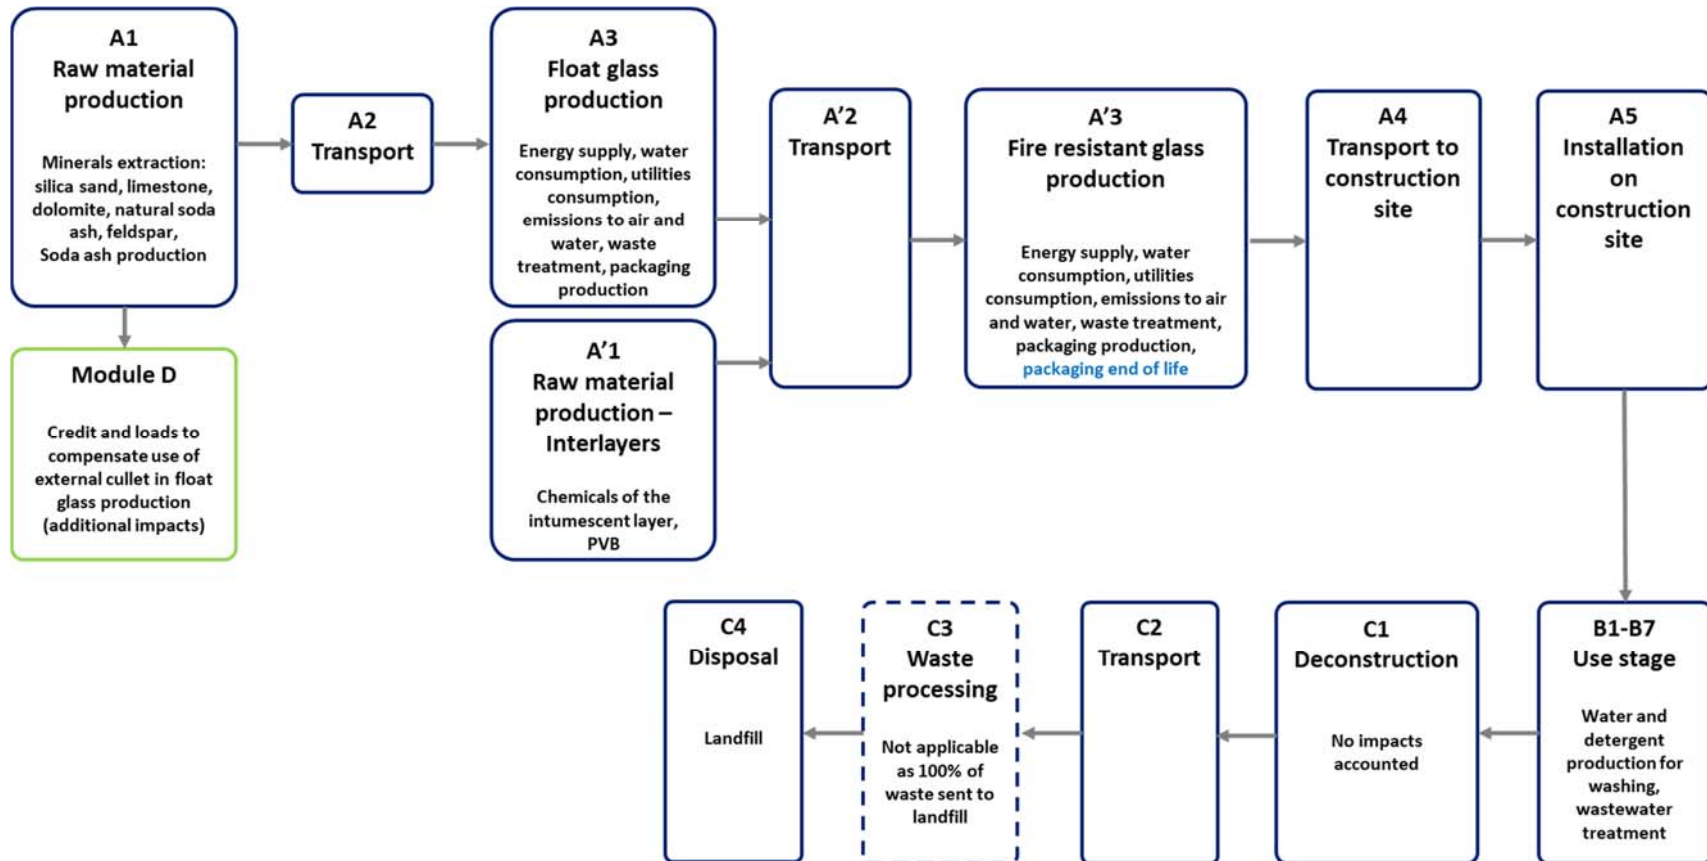 A1
Raw material
production
Minerals extraction:
silica sand, limestone,
dolomite, natural soda
ash, feldspar,
Soda ash production
A2
Transport
A3
Float glass
production
Energy supply, water
consumption, utilities
consumption,
emissions to air and
water, waste
treatment, packaging
production
A'2
Transport
A'3
Fire resistant glass
production
Energy supply, water
consumption, utilities
consumption, emissions to air
and water, waste treatment,
packaging production,
packaging end of life
A4
Transport to
construction
site
A5
Installation
on
construction
site
Module D
Credit and loads to
compensate use of
external cullet in float
glass production
(additional impacts)
A'1
Raw material
production –
Interlayers
Chemicals of the
intumescent layer,
PVB
C4
Disposal
Landfill
C3
Waste
processing
Not applicable
as 100% of
waste sent to
landfill
C2
Transport
C1
Deconstruction
No impacts
accounted
B1-B7
Use stage
Water and
detergent
production for
washing,
wastewater
treatment